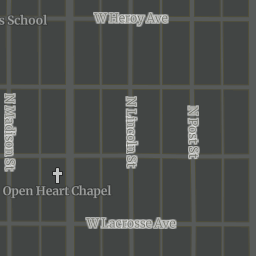 s School
W Heroy Ave
N Madison St
N Lincoln St
N Post St
Open Heart Chapel
W Lacrosse Ave